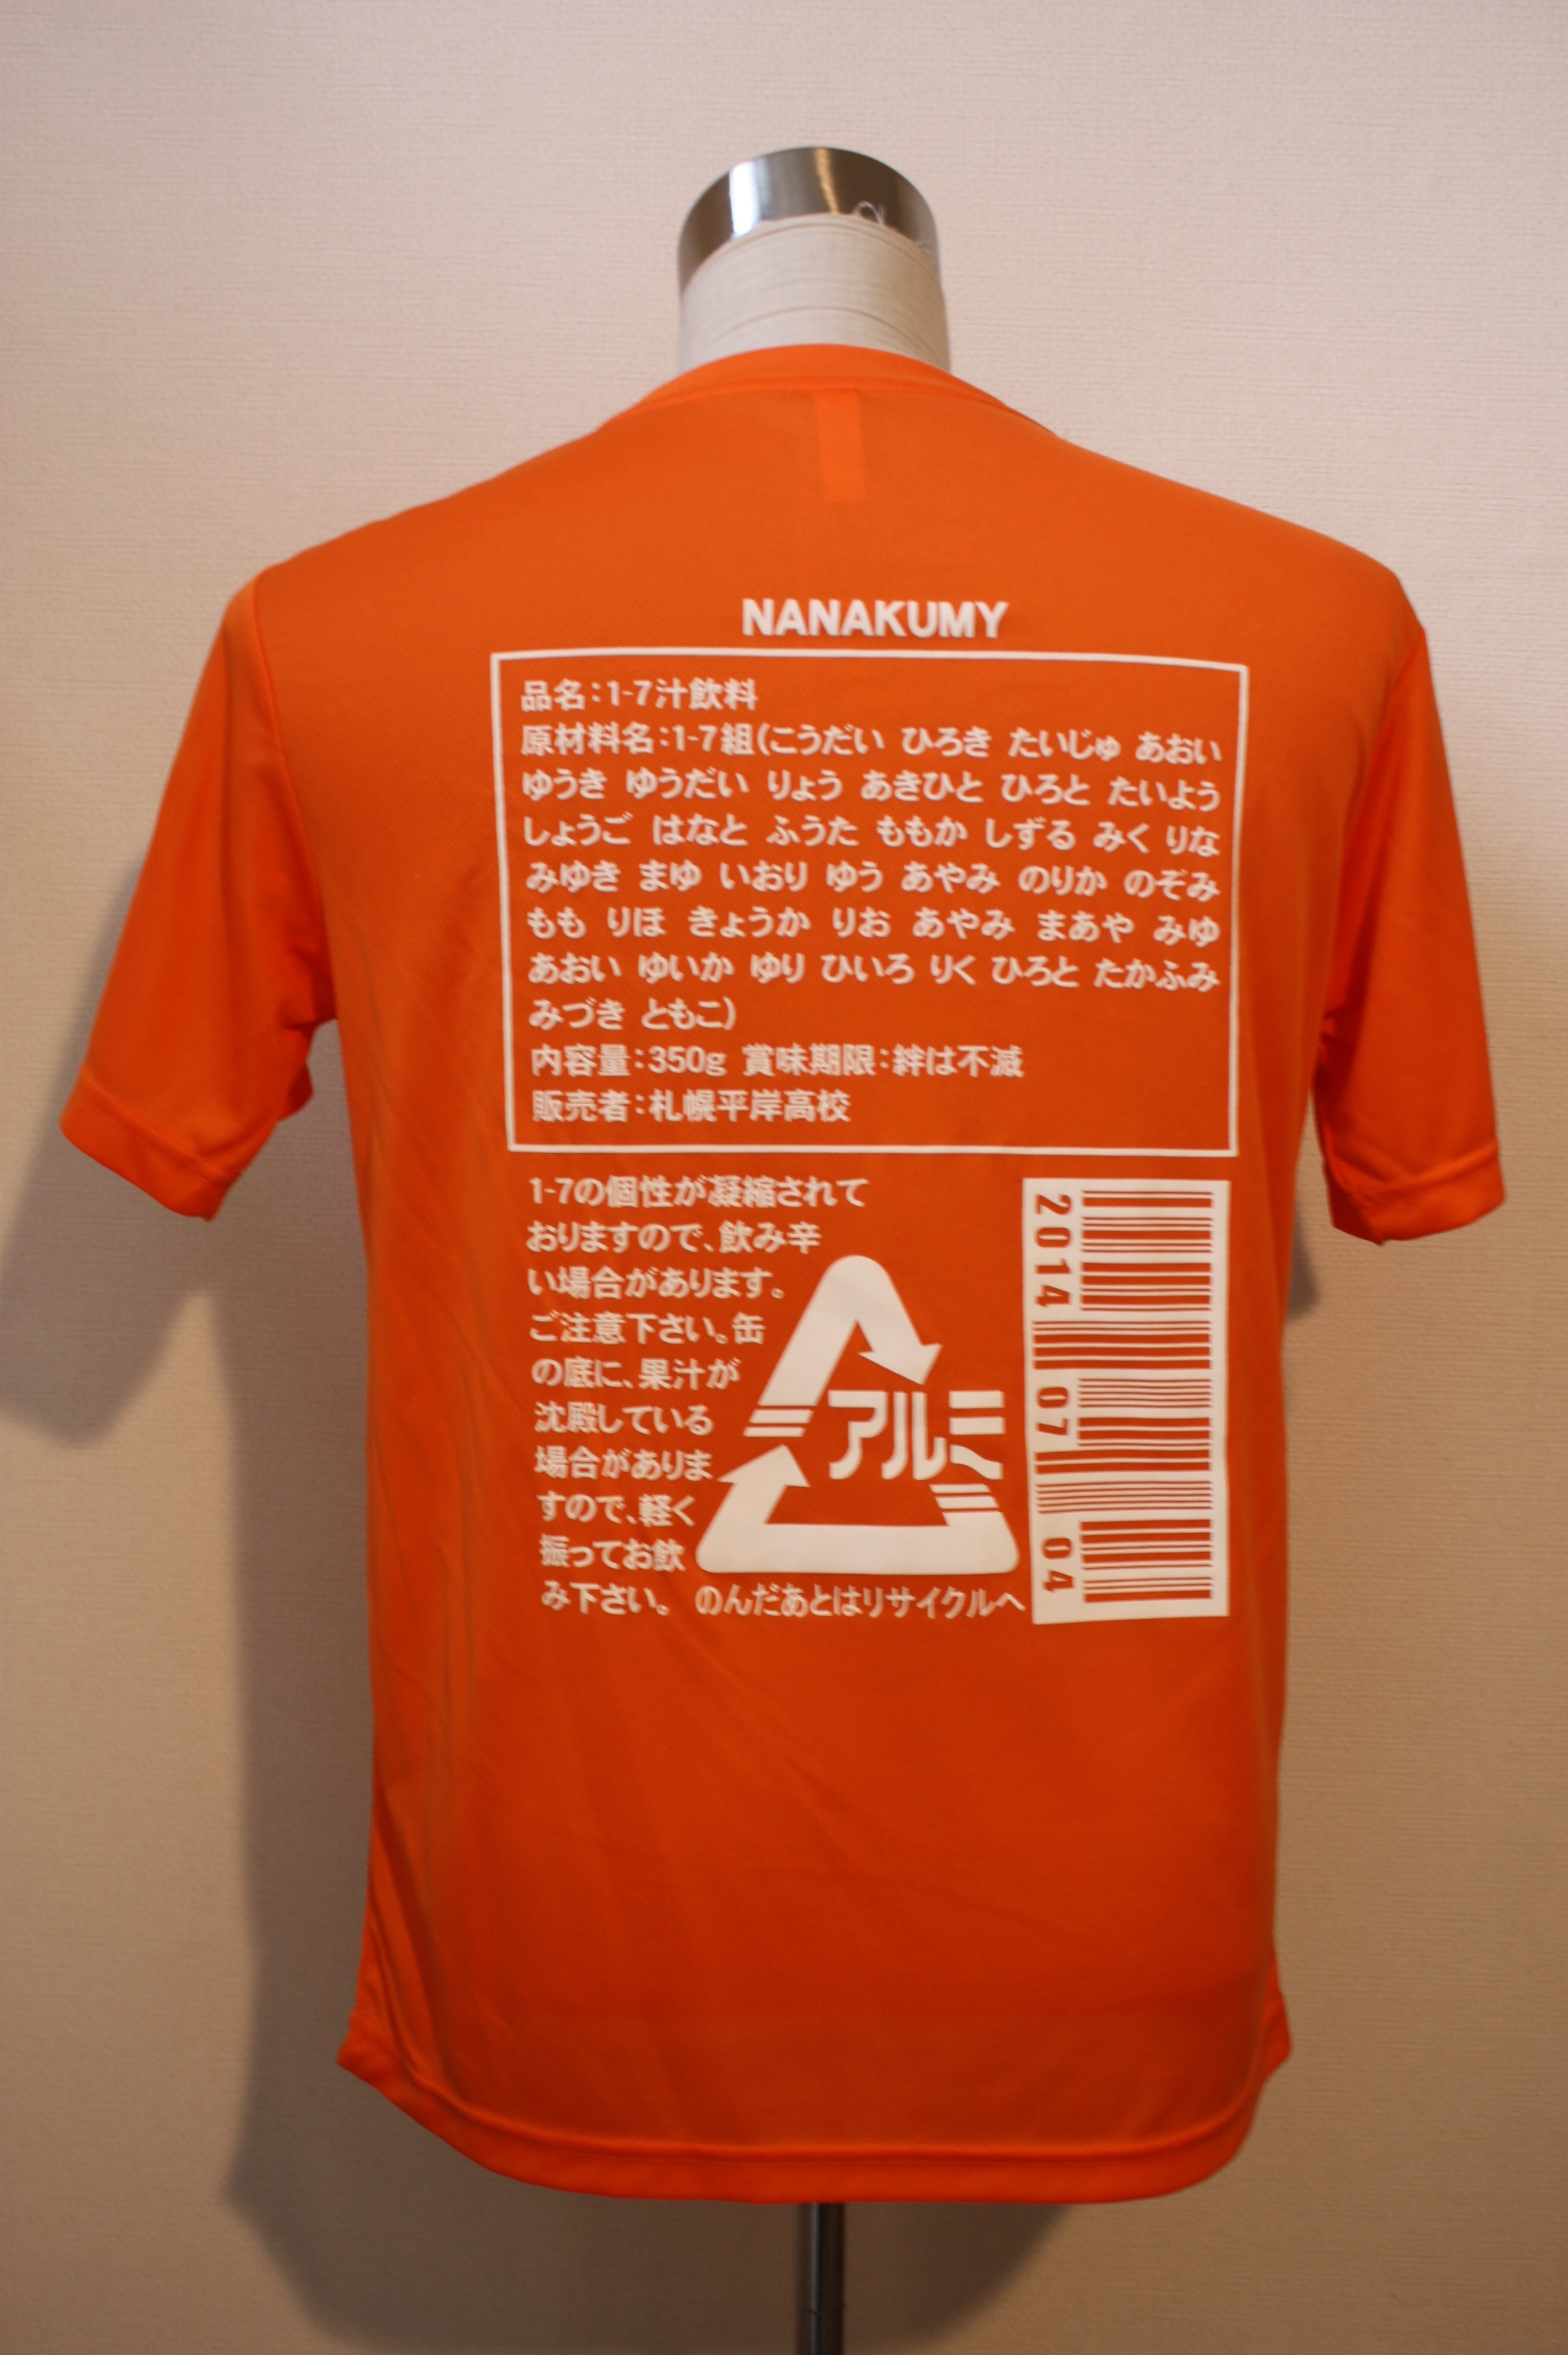 NANAKUMY
品名：1-7汁飲料
原材料名：1-7組(こうだい ひろき たいじゅ あおい
ゆうき ゆうだい りょう あきひと ひろと たいよう
しょうご はなと ふうた ももか しずる みく りな
みゆき まゆ いおり ゆう あやみ のりか のぞみ
もも りほ きょうか りお あやみ まあや みゆ
あおい ゆいか ゆり ひいろ りく ひろと たかふみ
みづき ともこ)
内容量：350g 賞味期限：絆は不滅
販売者：札幌平岸高校
1-7の個性が凝縮されて
おりますので、飲み辛
い場合があります。
ご注意下さい。缶
の底に、果汁が
沈殿している
場合がありま
すので、軽く
振ってお飲
み下さい。
アルミ
のんだあとはリサイクルへ
2014 07 04